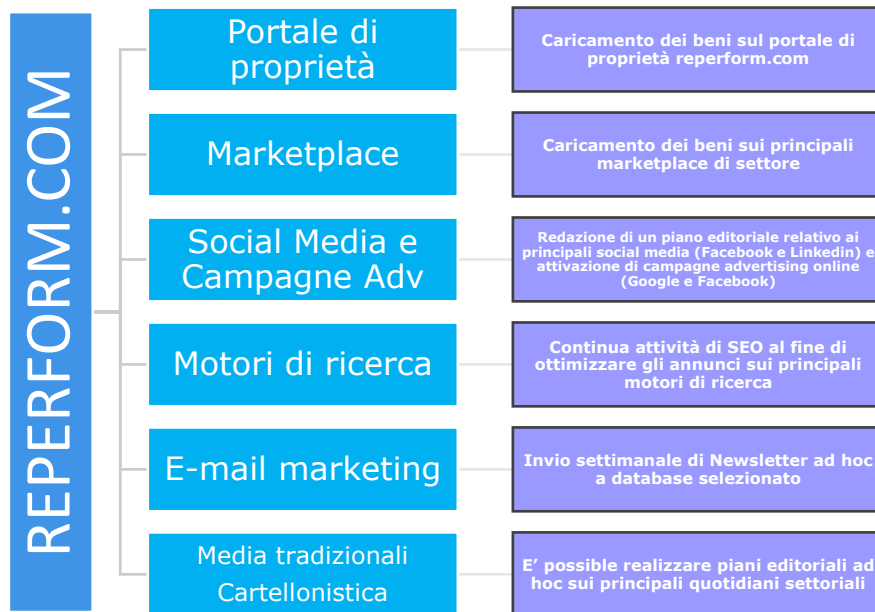 REPERFORM.COM
Portale di
proprietà
Caricamento dei beni sul portale di
proprietà reperform.com
Marketplace
Caricamento dei beni sui principali
marketplace di settore
Social Media e
Campagne Adv
Redazione di un piano editoriale relativo ai
principali social media (Facebook e Linkedin) e
attivazione di campagne advertising online
(Google e Facebook)
Motori di ricerca
Continua attività di SEO al fine di
ottimizzare gli annunci sui principali
motori di ricerca
E-mail marketing
Invio settimanale di Newsletter ad hoc
a database selezionato
Media tradizionali
Cartellonistica
E’ possible realizzare piani editoriali ad
hoc sui principali quotidiani settoriali